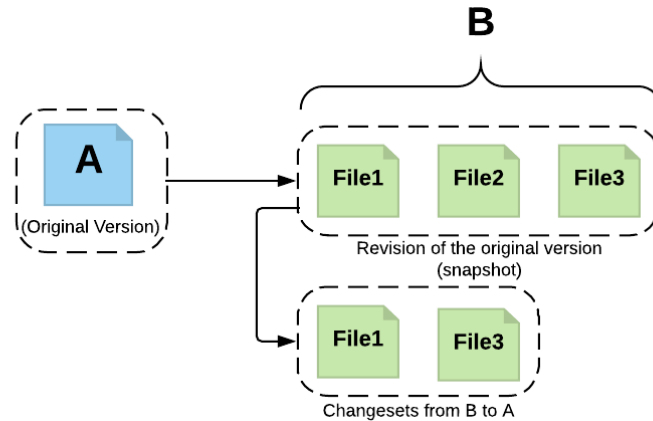 B
A
(Original Version)
File1
File2
File3
Revision of the original version
(snapshot)
File1
File3
Changesets from B to A